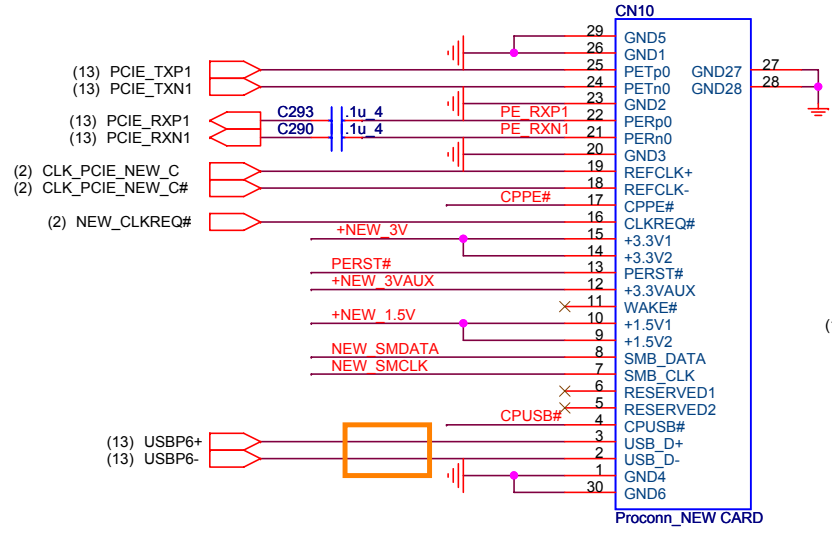 CN10
29 GND5
26 GND1
(13) PCIE_TXP1 25 PETp0 GND27 27
(13) PCIE_TXN1 24 PETn0 GND28 28
23 GND2
(13) PCIE_RXP1 C293 .1u_4 PE_RXP1 22 PERp0
(13) PCIE_RXN1 C290 .1u_4 PE_RXN1 21 PERn0
20 GND3
(2) CLK_PCIE_NEW_C 19 REFCLK+
(2) CLK_PCIE_NEW_C# 18 REFCLK-
CPPE# 17 CPPE#
(2) NEW_CLKREQ# 16 CLKREQ#
+NEW_3V 15 +3.3V1
14 +3.3V2
PERST# 13 PERST#
+NEW_3VAUX 12 +3.3VAUX
11 WAKE#
+NEW_1.5V 10 +1.5V1
9 +1.5V2
NEW_SMDATA 8 SMB_DATA
NEW_SMCLK 7 SMB_CLK
6 RESERVED1
5 RESERVED2
CPUSB# 4 CPUSB#
(13) USBP6+ 3 USB_D+
(13) USBP6- 2 USB_D-
1 GND4
30 GND6
Proconn_NEW CARD